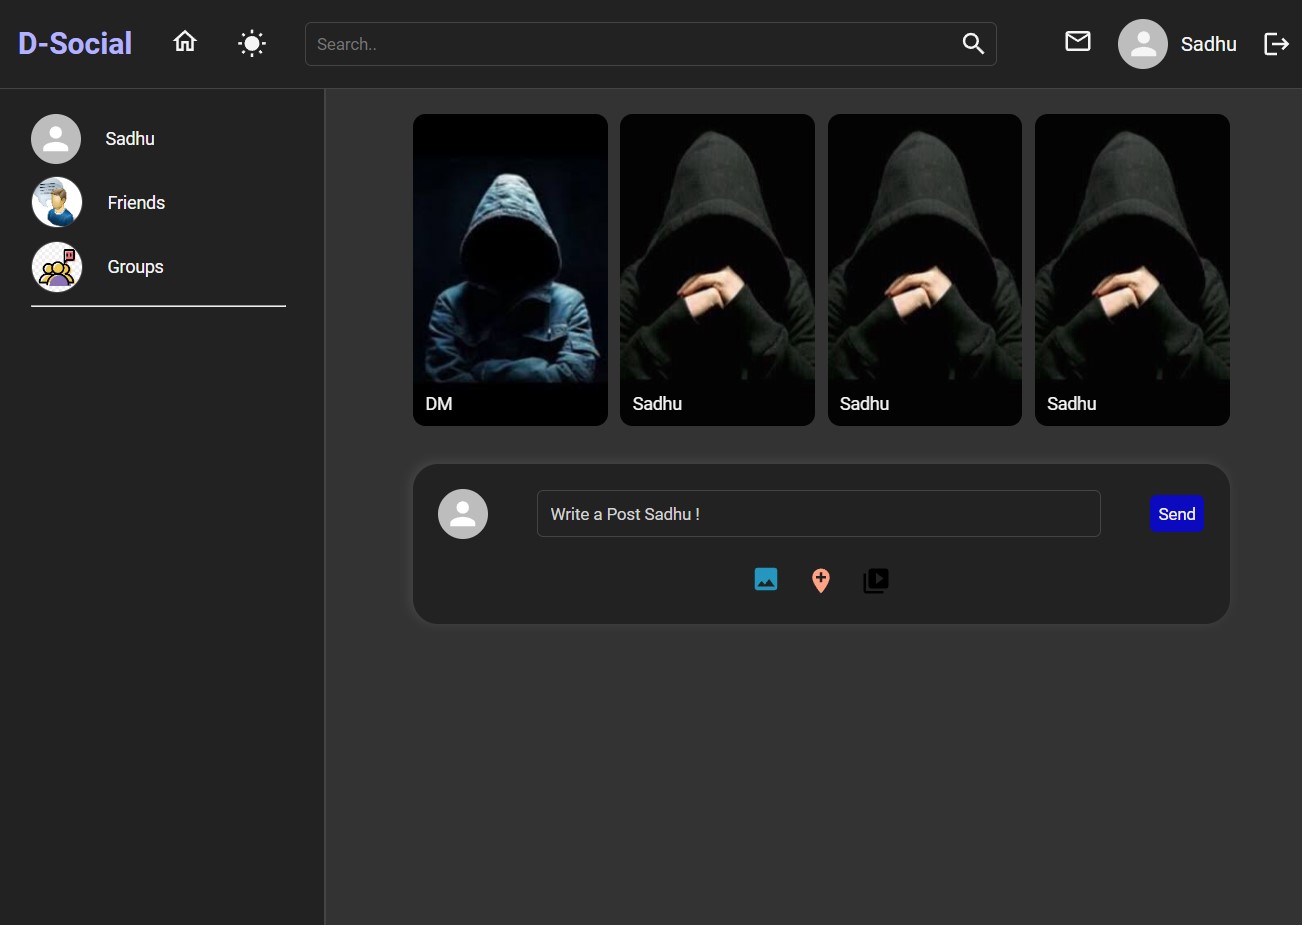 D-Social
Search..
Sadhu
Sadhu
Friends
Groups
DM
Sadhu
Sadhu
Sadhu
Write a Post Sadhu !
Send